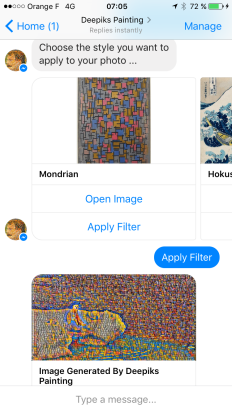 Orange F 4G 07:05 72 %
Home (1) Deepiks Painting Manage
Replies instantly
Choose the style you want to
apply to your photo ...
Mondrian
Hokus
Open Image
Apply Filter
Apply Filter
Image Generated By Deepiks
Painting
Type a message...